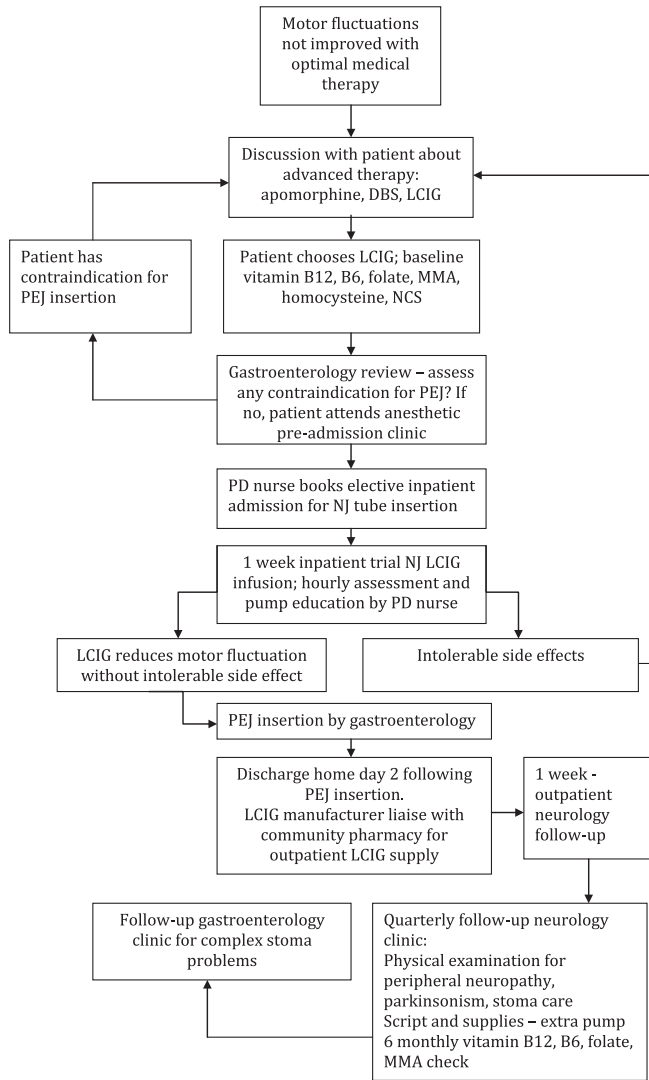 Motor fluctuations
not improved with
optimal medical
therapy
Discussion with patient about
advanced therapy:
apomorphine, DBS, LCIG
Patient has
contraindication for
PEJ insertion
Patient chooses LCIG; baseline
vitamin B12, B6, folate, MMA,
homocysteine, NCS
Gastroenterology review – assess
any contraindication for PEJ? If
no, patient attends anesthetic
pre-admission clinic
PD nurse books elective inpatient
admission for NJ tube insertion
1 week inpatient trial NJ LCIG
infusion; hourly assessment and
pump education by PD nurse
LCIG reduces motor fluctuation
without intolerable side effect
Intolerable side effects
PEJ insertion by gastroenterology
Discharge home day 2 following
PEJ insertion.
LCIG manufacturer liaise with
community pharmacy for
outpatient LCIG supply
1 week -
outpatient
neurology
follow-up
Follow-up gastroenterology
clinic for complex stoma
problems
Quarterly follow-up neurology
clinic:
Physical examination for
peripheral neuropathy,
parkinsonism, stoma care
Script and supplies – extra pump
6 monthly vitamin B12, B6, folate,
MMA check